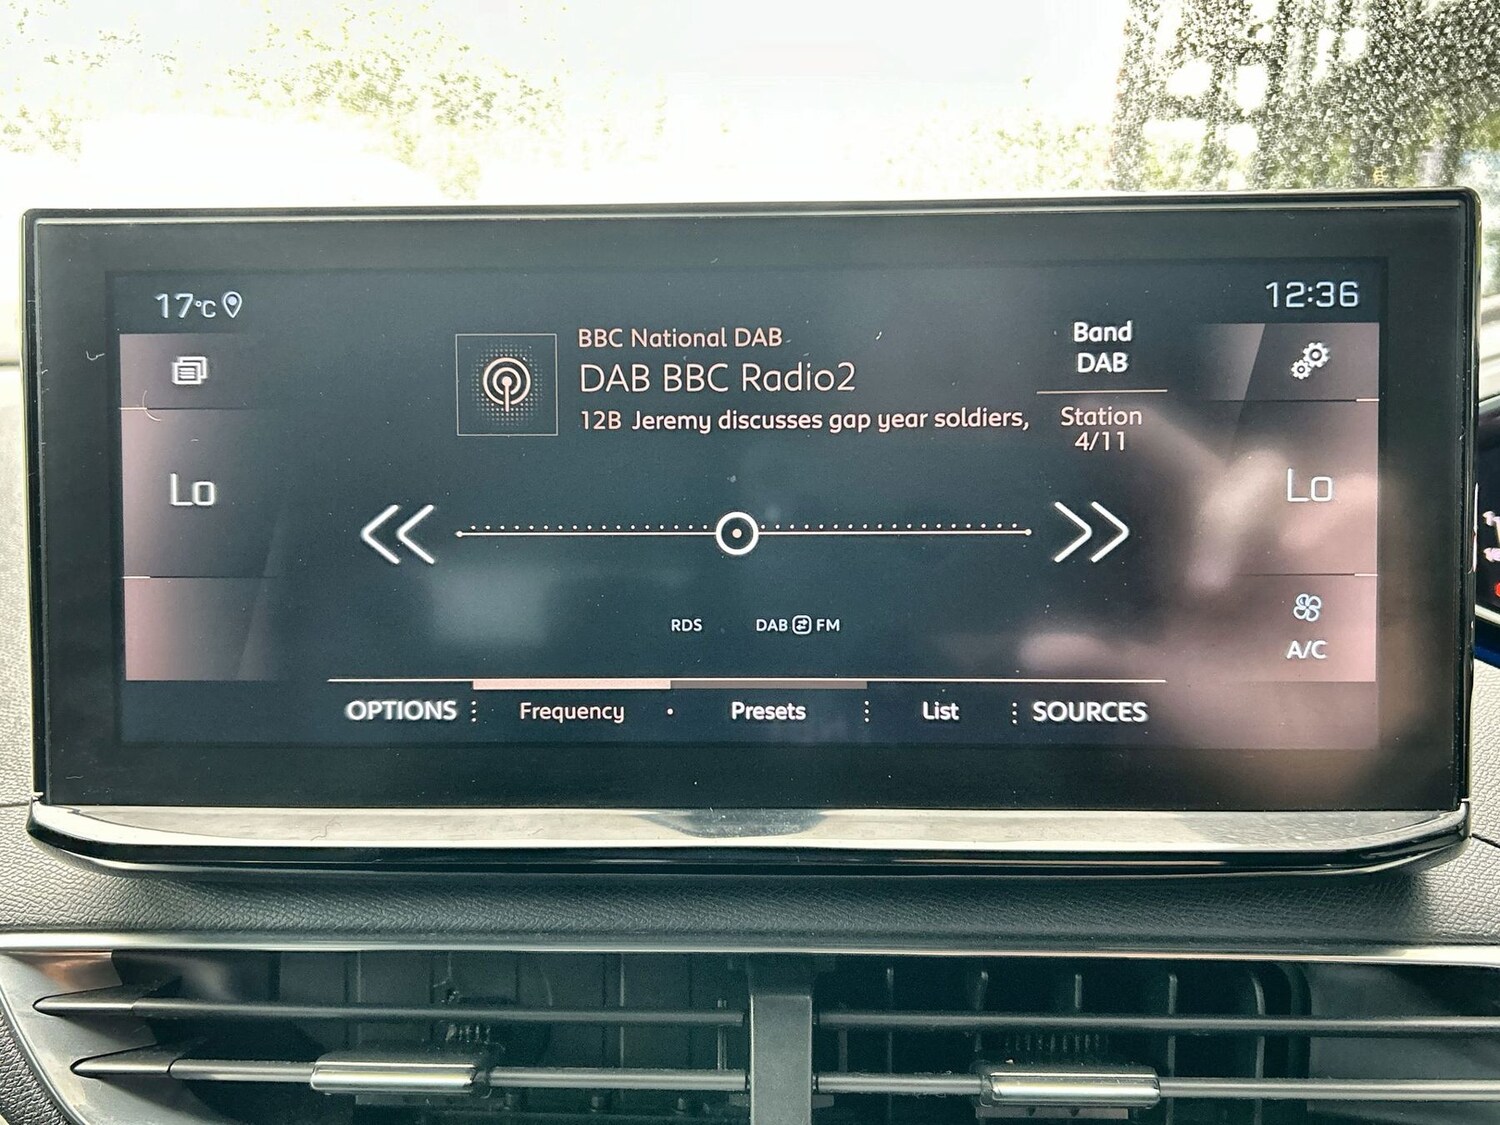 17°C
12:36
BBC National DAB
DAB BBC Radio2
12B Jeremy discusses gap year soldiers,
Band
DAB
Station
4/11
Lo
Lo
RDS
DAB FM
A/C
OPTIONS
Frequency
Presets
List
SOURCES